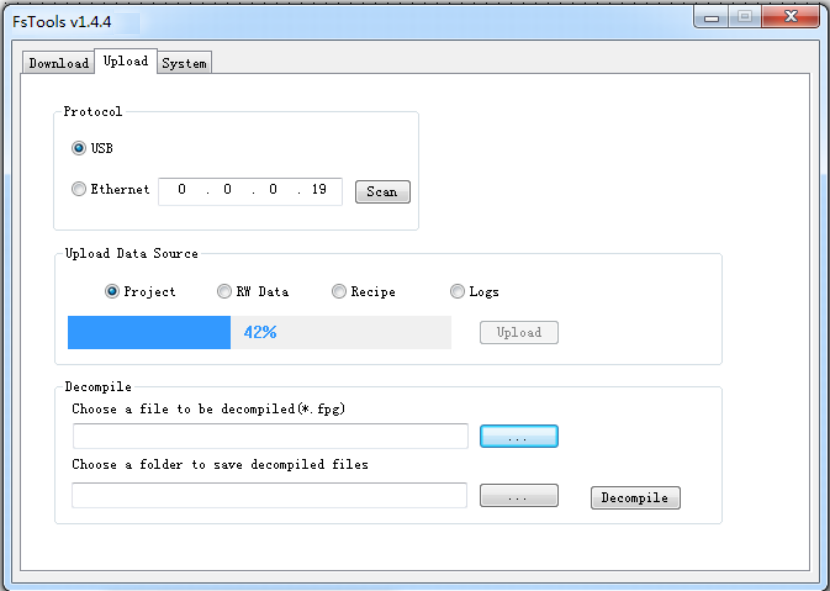 FsTools v1.4.4
Download Upload System
Protocol
USB
Ethernet 0 . 0 . 0 . 19 Scan
Upload Data Source
Project RW Data Recipe Logs
42% Upload
Decompile
Choose a file to be decompiled(*.fpg)
...
Choose a folder to save decompiled files
... Decompile